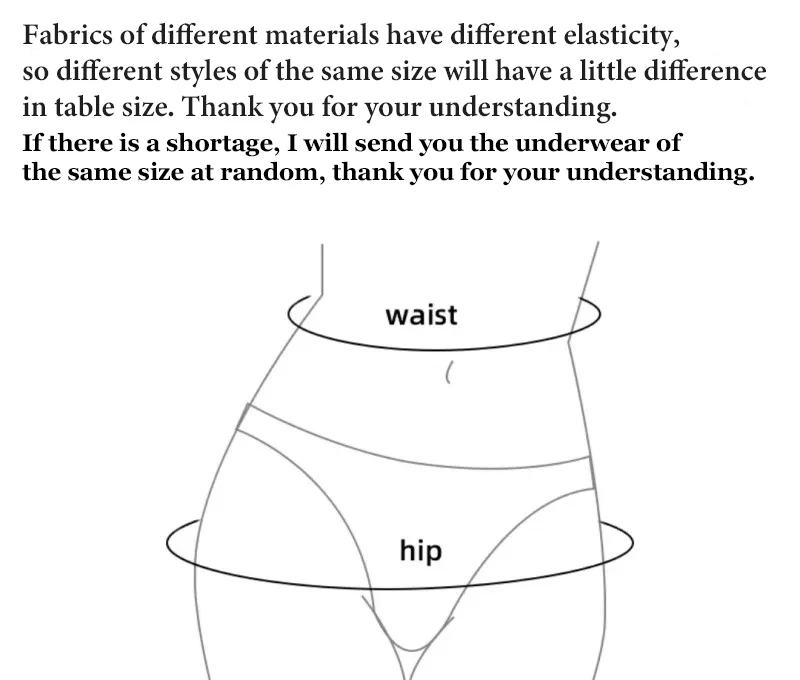 Fabrics of different materials have different elasticity,
so different styles of the same size will have a little difference
in table size. Thank you for your understanding.
If there is a shortage, I will send you the underwear of
the same size at random, thank you for your understanding.
waist
hip